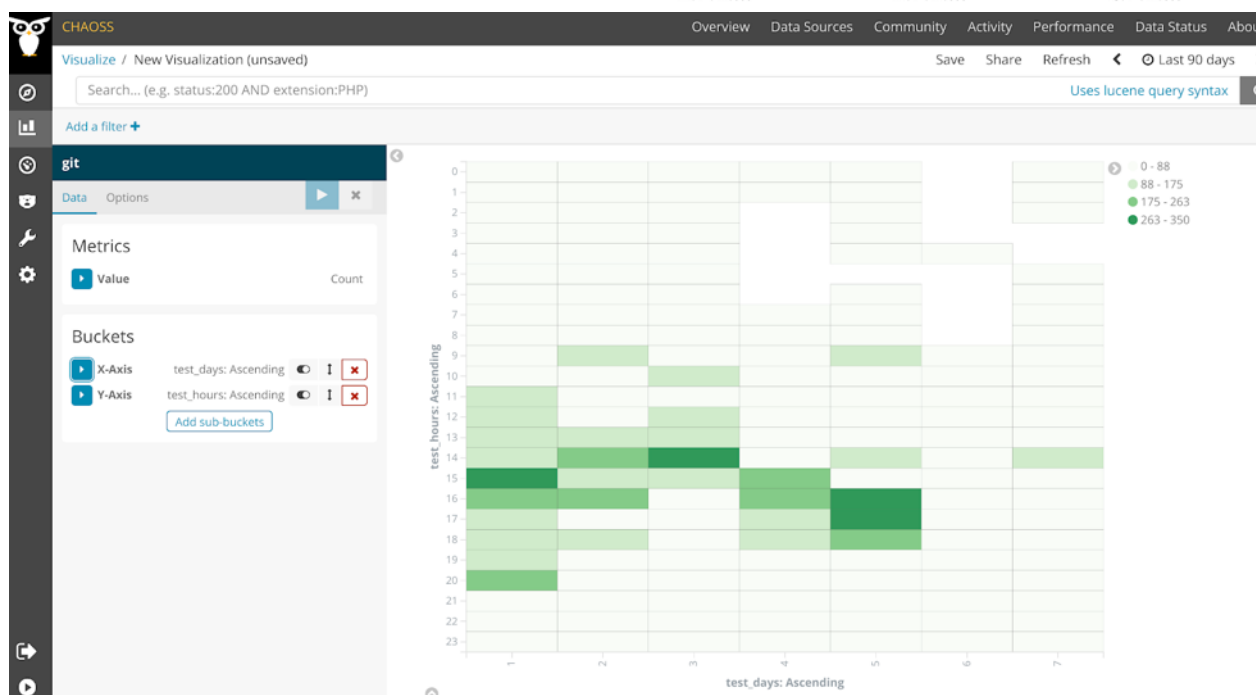 CHAOSS
Overview Data Sources Community Activity Performance Data Status Abou
Visualize / New Visualization (unsaved)
Save Share Refresh Last 90 days
Search... (e.g. status:200 AND extension:PHP)
Uses lucene query syntax
Add a filter +
git
Data Options
Metrics
Value Count
Buckets
X-Axis test_days: Ascending
Y-Axis test_hours: Ascending
Add sub-buckets
test_hours: Ascending
0
1
2
3
4
5
6
7
8
9
10
11
12
13
14
15
16
17
18
19
20
21
22
23
1 2 3 4 5 6 7
test_days: Ascending
0 - 88
88 - 175
175 - 263
263 - 350